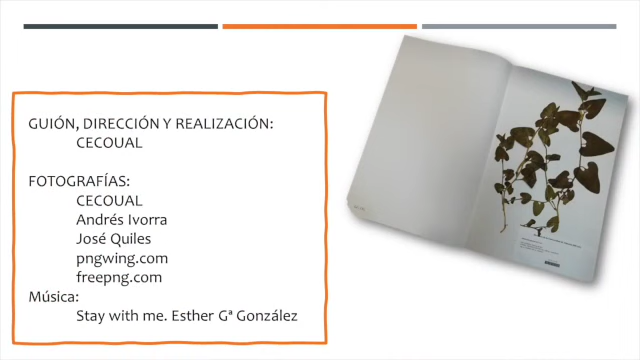 GUIÓN, DIRECCIÓN Y REALIZACIÓN:
CECOUAL
FOTOGRAFÍAS:
CECOUAL
Andrés Ivorra
José Quiles
pngwing.com
freepng.com
Música:
Stay with me. Esther Gª González